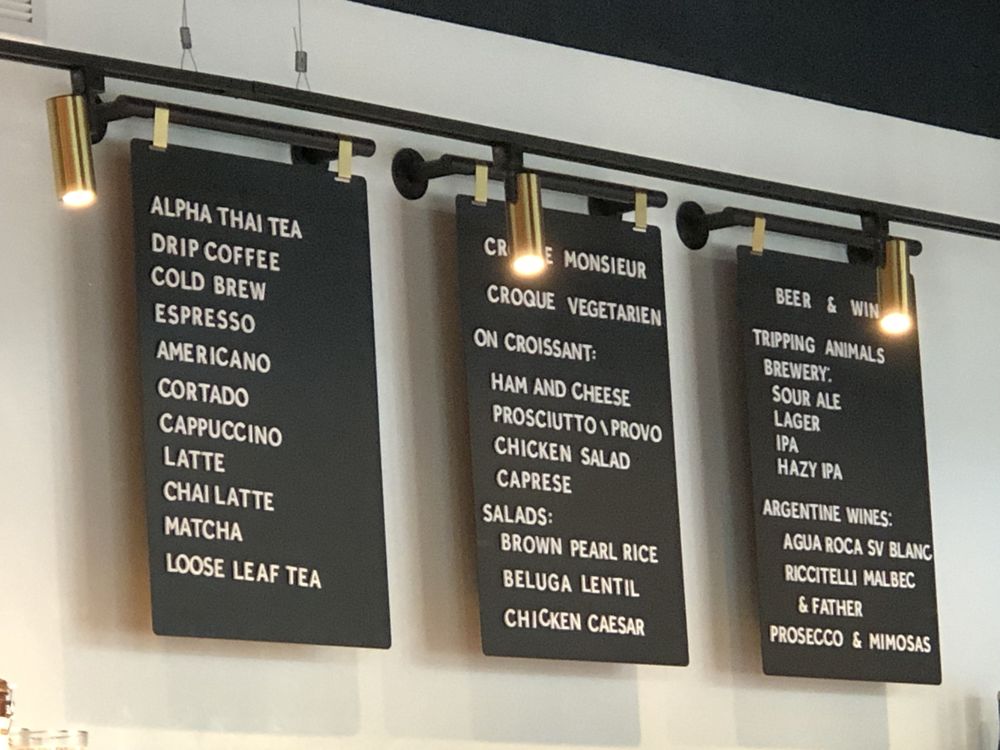 ALPHA THAI TEA
DRIP COFFEE
COLD BREW
ESPRESSO
AMERICANO
CORTADO
CAPPUCCINO
LATTE
CHAI LATTE
MATCHA
LOOSE LEAF TEA
MONSIEUR
CROQUE VEGETARIEN
ON CROISSANT:
HAM AND CHEESE
PROSCIUTTO\PROVO
CHICKEN SALAD
CAPRESE
SALADS:
BROWN PEARL RICE
BELUGA LENTIL
CHICKEN CAESAR
BEER & WIN
TRIPPING ANIMALS
BREWERY:
SOUR ALE
LAGER
IPA
HAZY IPA
ARGENTINE WINES:
AGUA ROCA SV BLANC
RICCITELLI MALBEC
& FATHER
PROSECCO & MIMOSAS